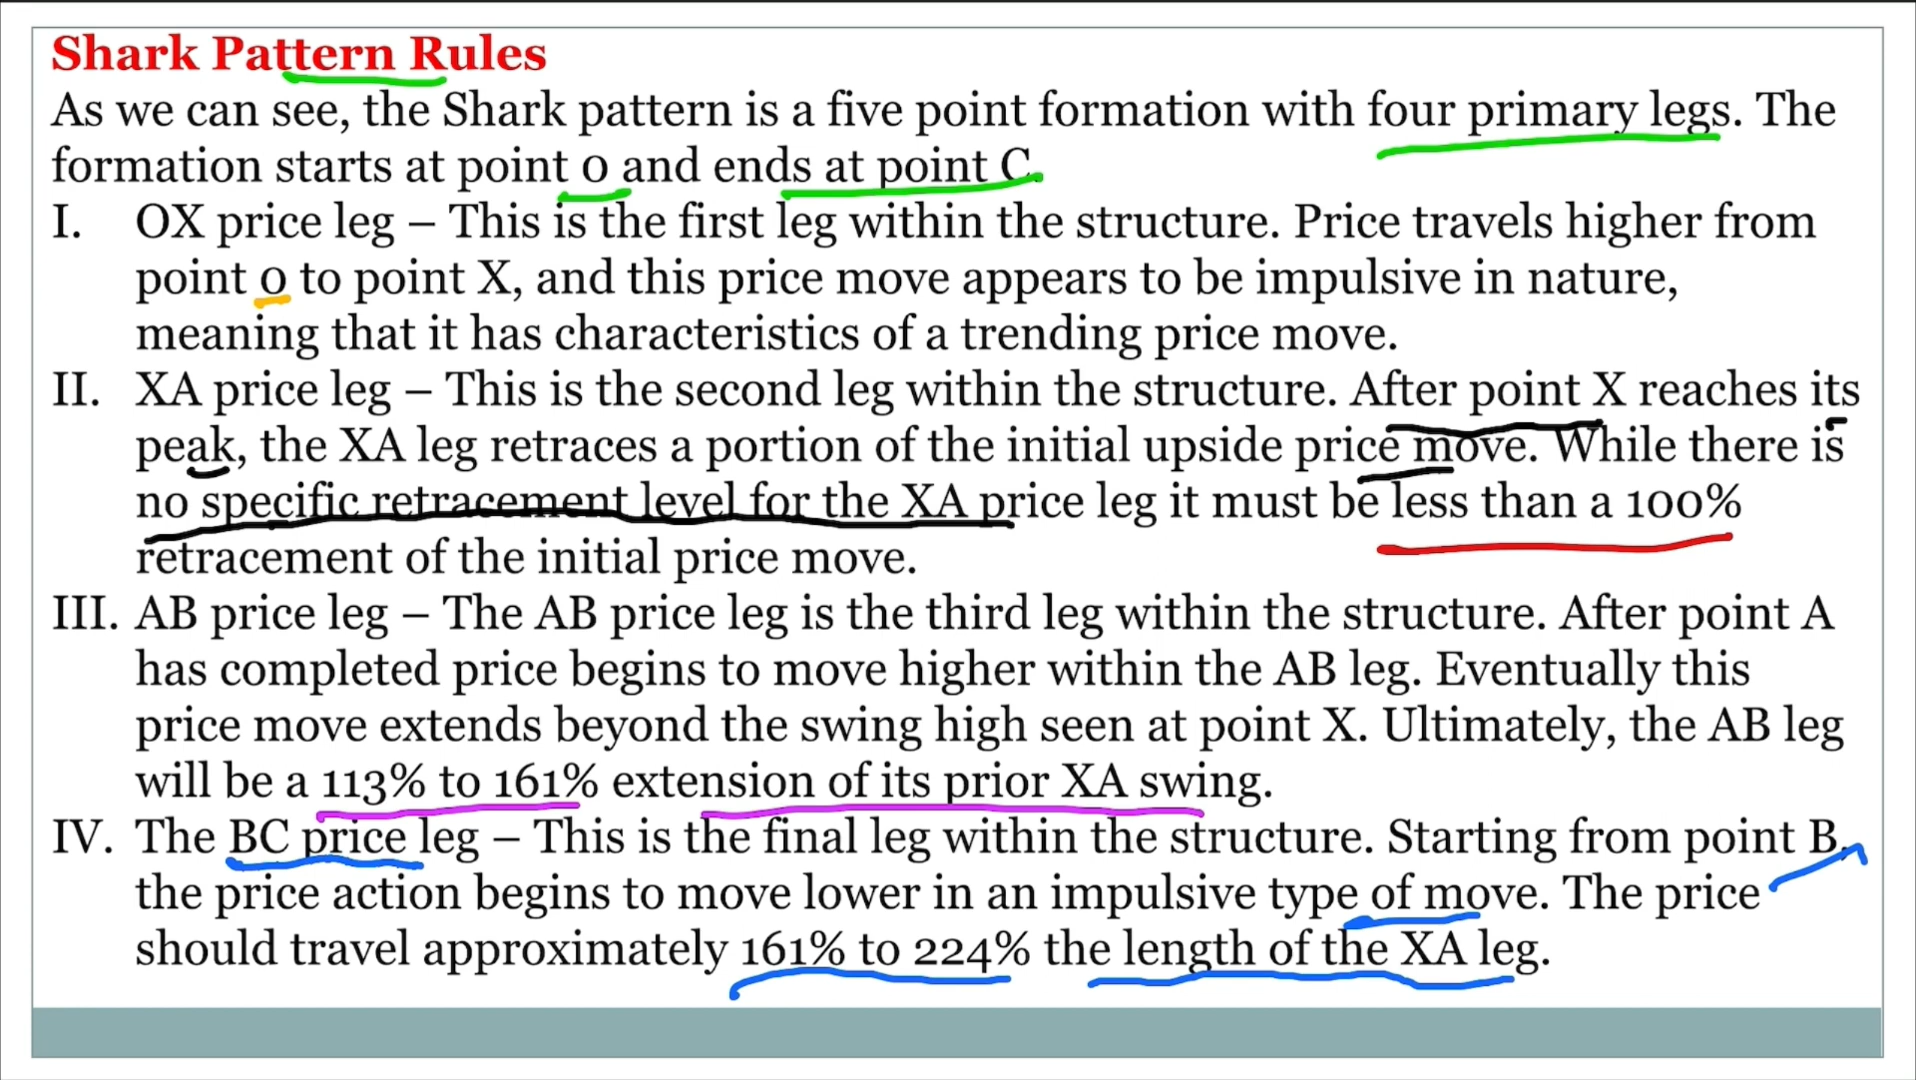 Shark Pattern Rules
As we can see, the Shark pattern is a five point formation with four primary legs. The
formation starts at point 0 and ends at point C.
I. OX price leg – This is the first leg within the structure. Price travels higher from
point 0 to point X, and this price move appears to be impulsive in nature,
meaning that it has characteristics of a trending price move.
II. XA price leg – This is the second leg within the structure. After point X reaches its
peak, the XA leg retraces a portion of the initial upside price move. While there is
no specific retracement level for the XA price leg it must be less than a 100%
retracement of the initial price move.
III. AB price leg – The AB price leg is the third leg within the structure. After point A
has completed price begins to move higher within the AB leg. Eventually this
price move extends beyond the swing high seen at point X. Ultimately, the AB leg
will be a 113% to 161% extension of its prior XA swing.
IV. The BC price leg – This is the final leg within the structure. Starting from point B,
the price action begins to move lower in an impulsive type of move. The price
should travel approximately 161% to 224% the length of the XA leg.